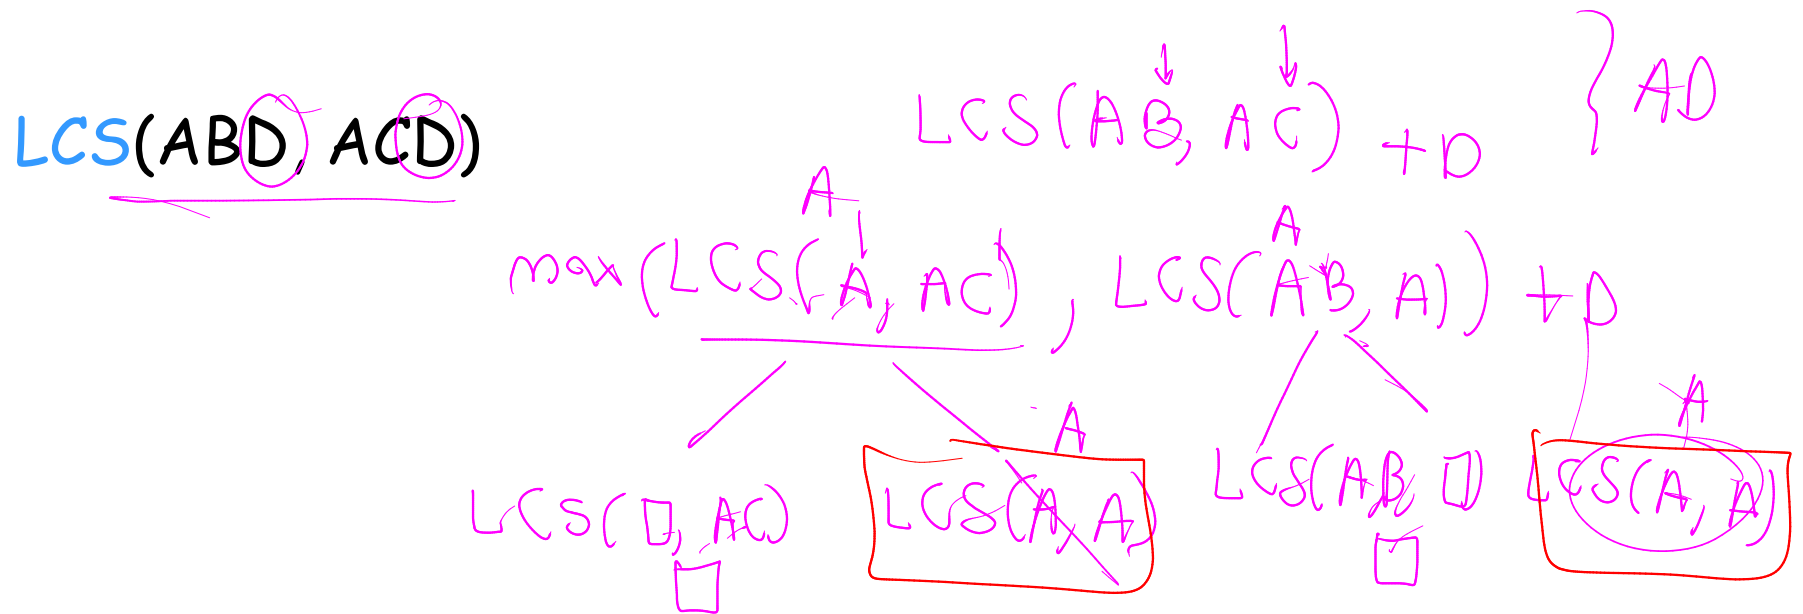 LCS(ABD, ACD)
LCS(AB, AC) + D } AD
A
A
max(LCS(A, AC), LCS(AB, A)) + D
A
A
LCS(□, AC) LCS(A, A) LCS(AB, □) LCS(A, A)
□ □